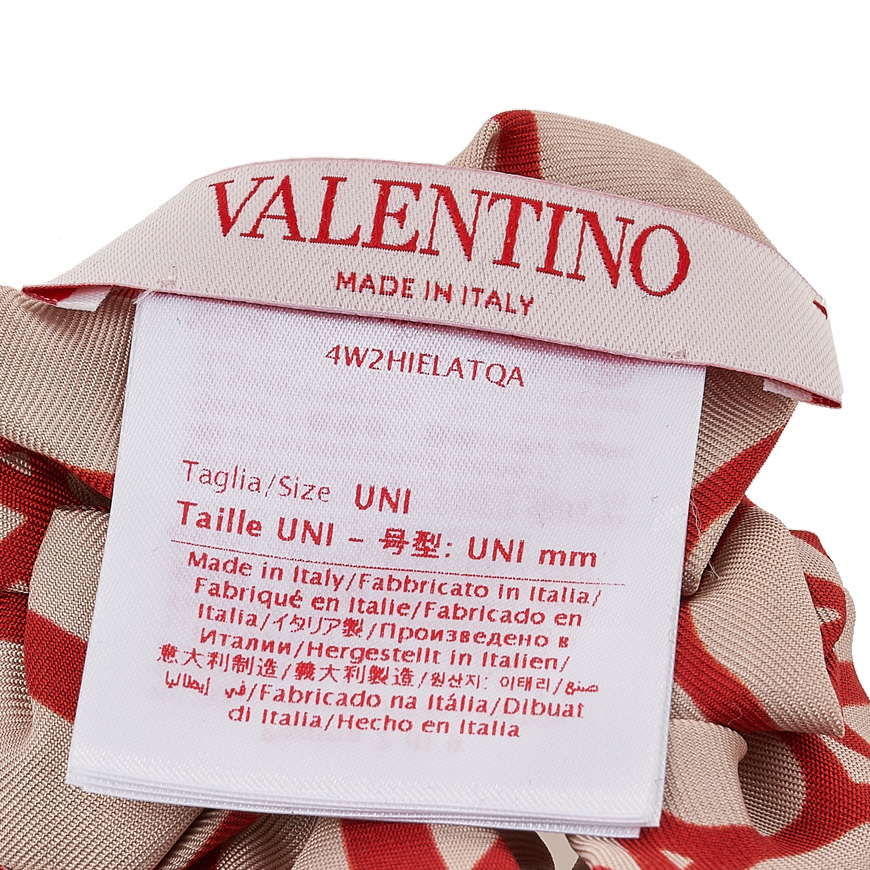 VALENTINO
MADE IN ITALY
4W2HIELATQA
Taglia/Size UNI
Taille UNI - 号型: UNI mm
Made in Italy/Fabbricato in Italia/
Fabriqué en Italie/Fabricado en
Italia/イタリア製/Произведено в
Италии/Hergestellt in Italien/
意大利制造/義大利製造/원산지: 이태리/صنع
في إيطاليا/Fabricado na Itália/Dibuat
di Italia/Hecho en Italia